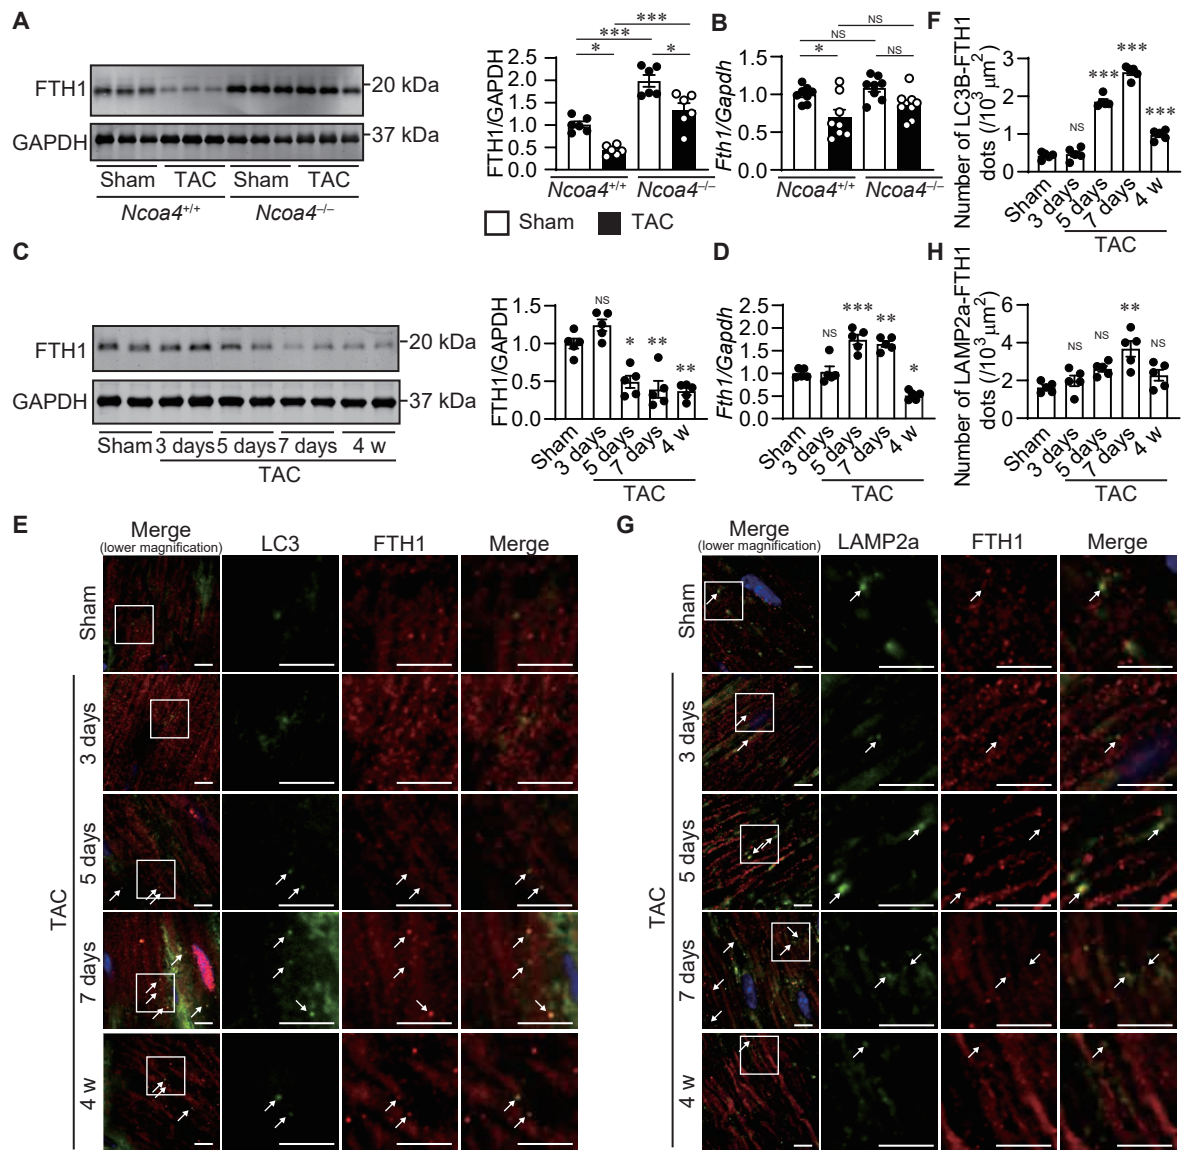 A
FTH1
GAPDH
20 kDa
37 kDa
Sham TAC Sham TAC
Ncoa4+/+ Ncoa4–/–
FTH1/GAPDH
2.5
2.0
1.5
1.0
0.5
0.0
***
***
* *
Ncoa4+/+ Ncoa4–/–
Sham TAC
B
Fth1/Gapdh
1.5
1.0
0.5
0.0
NS
NS
* NS
Ncoa4+/+ Ncoa4–/–
F
Number of LC3B-FTH1
dots (/10³ µm²)
3
2
1
0
NS *** *** ***
Sham 3 days 5 days 7 days 4 w
TAC
C
FTH1
GAPDH
20 kDa
37 kDa
Sham 3 days 5 days 7 days 4 w
TAC
FTH1/GAPDH
1.5
1.0
0.5
0.0
NS * ** **
Sham 3 days 5 days 7 days 4 w
TAC
D
Fth1/Gapdh
2.5
2.0
1.5
1.0
0.5
0.0
NS *** ** *
Sham 3 days 5 days 7 days 4 w
TAC
H
Number of LAMP2a-FTH1
dots (/10³ µm²)
6
4
2
0
NS NS ** NS
Sham 3 days 5 days 7 days 4 w
TAC
E
Merge
(lower magnification)
LC3 FTH1 Merge
Sham
3 days
5 days
7 days
4 w
TAC
G
Merge
(lower magnification)
LAMP2a FTH1 Merge
Sham
3 days
5 days
7 days
4 w
TAC